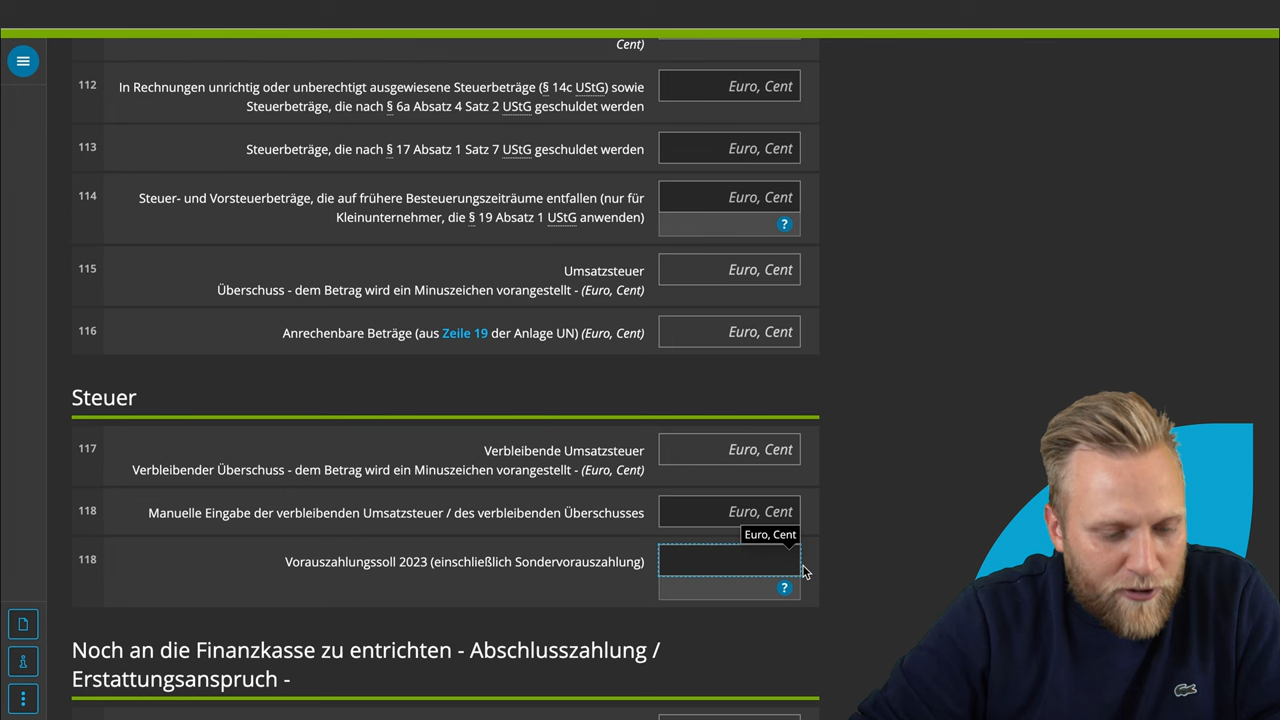 Cent)
112
In Rechnungen unrichtig oder unberechtigt ausgewiesene Steuerbeträge (§ 14c UStG) sowie
Steuerbeträge, die nach § 6a Absatz 4 Satz 2 UStG geschuldet werden
Euro, Cent
113
Steuerbeträge, die nach § 17 Absatz 1 Satz 7 UStG geschuldet werden
Euro, Cent
114
Steuer- und Vorsteuerbeträge, die auf frühere Besteuerungszeiträume entfallen (nur für
Kleinunternehmer, die § 19 Absatz 1 UStG anwenden)
Euro, Cent
?
115
Umsatzsteuer
Überschuss - dem Betrag wird ein Minuszeichen vorangestellt - (Euro, Cent)
Euro, Cent
116
Anrechenbare Beträge (aus Zeile 19 der Anlage UN) (Euro, Cent)
Euro, Cent
Steuer
117
Verbleibende Umsatzsteuer
Verbleibender Überschuss - dem Betrag wird ein Minuszeichen vorangestellt - (Euro, Cent)
Euro, Cent
118
Manuelle Eingabe der verbleibenden Umsatzsteuer / des verbleibenden Überschusses
Euro, Cent
Euro, Cent
118
Vorauszahlungssoll 2023 (einschließlich Sondervorauszahlung)
?
Noch an die Finanzkasse zu entrichten - Abschlusszahlung /
Erstattungsanspruch -